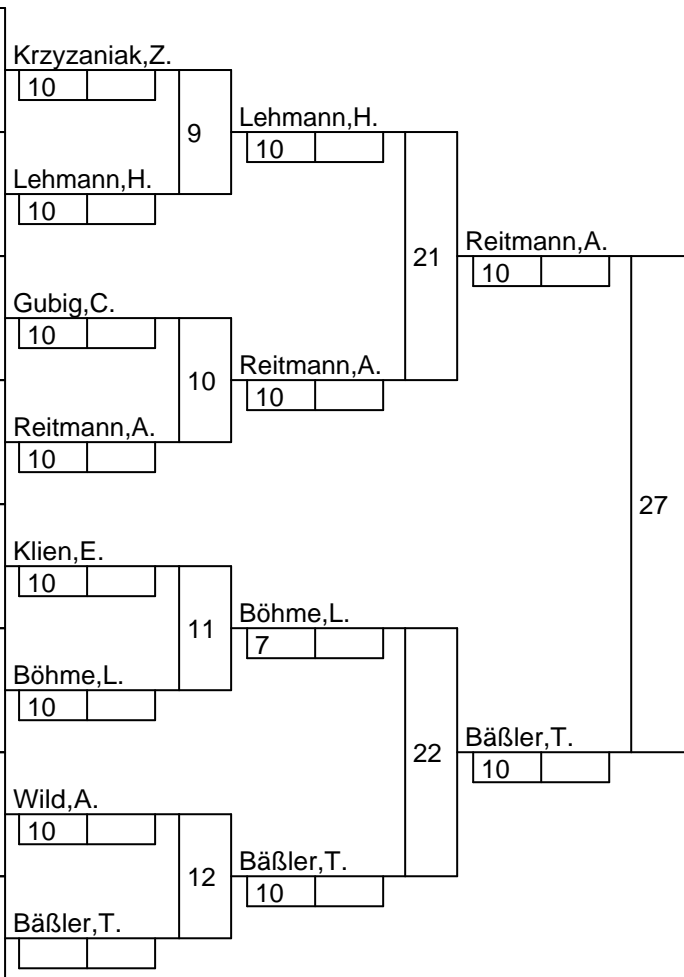 Krzyzaniak,Z.
10
9
Lehmann,H.
10
Lehmann,H.
10
21
Reitmann,A.
10
Gubig,C.
10
10
Reitmann,A.
10
Reitmann,A.
10
27
Klien,E.
10
11
Böhme,L.
7
Böhme,L.
10
22
Bäßler,T.
10
Wild,A.
10
12
Bäßler,T.
10
Bäßler,T.